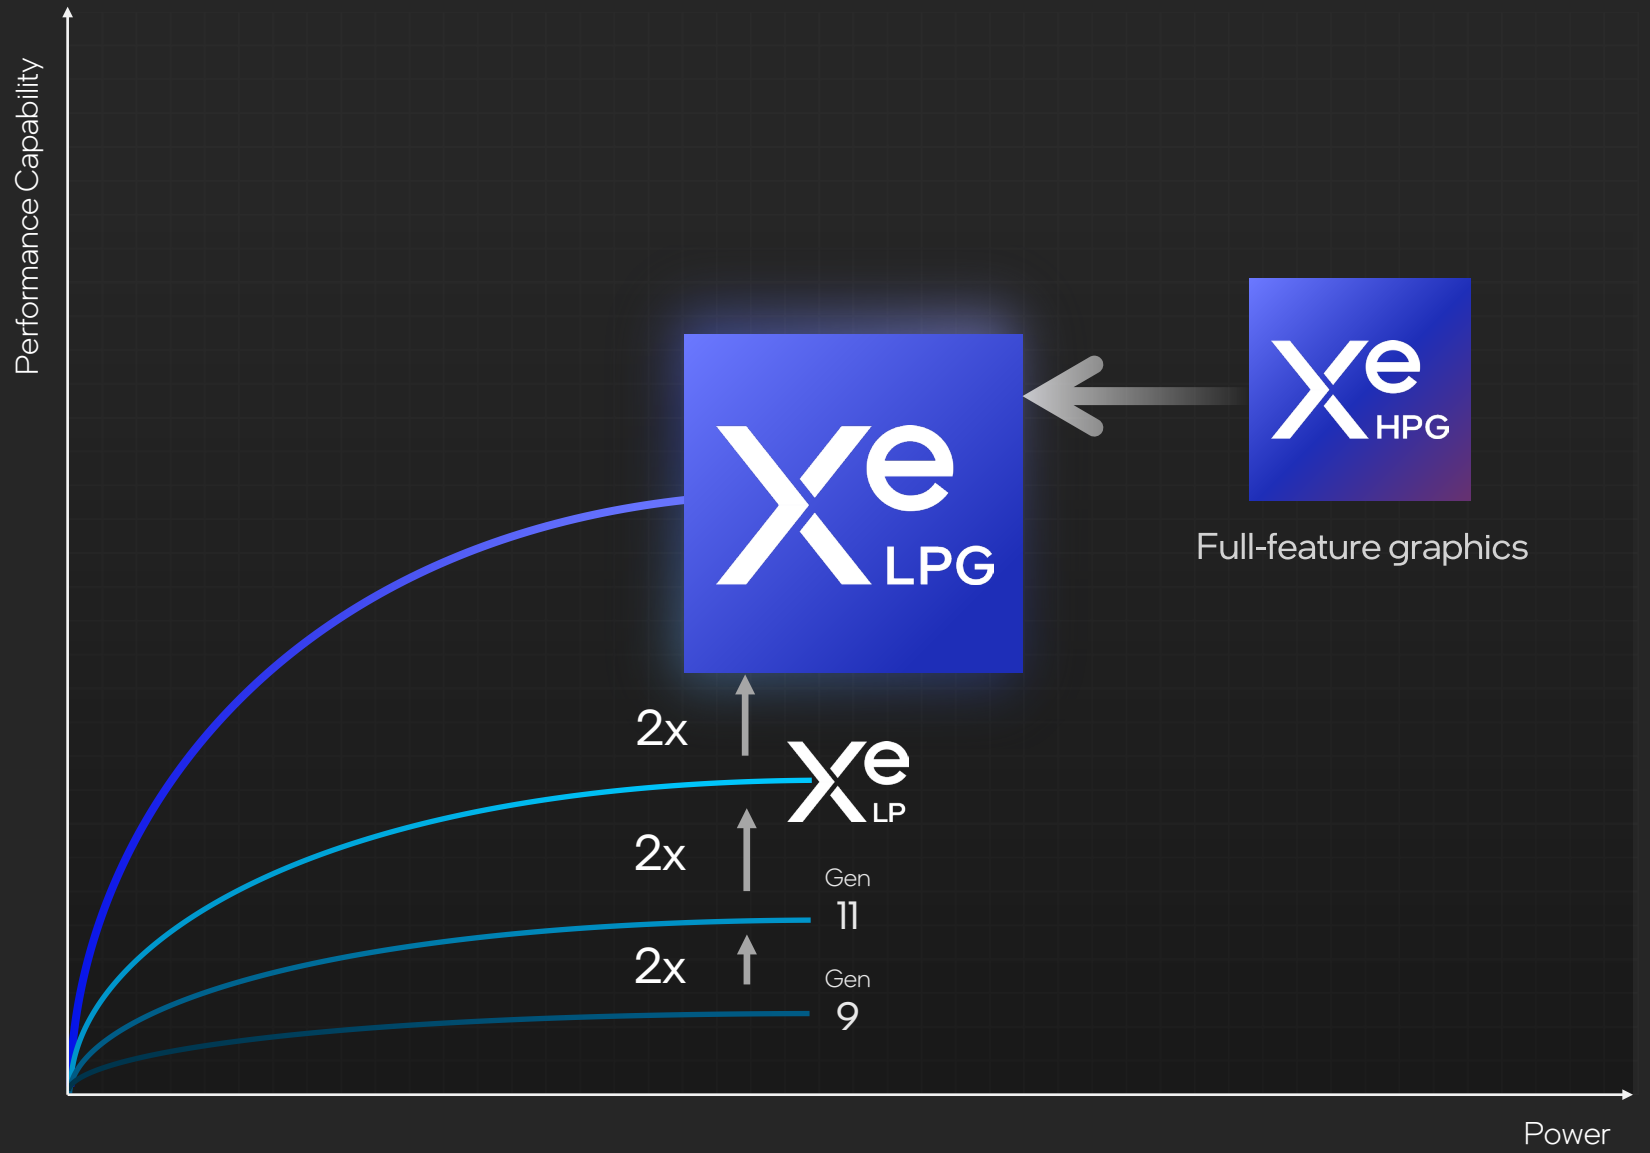 Performance Capability
Xe
HPG
Full-feature graphics
Xe
LPG
2x
Xe
LP
2x
Gen
11
2x
Gen
9
Power